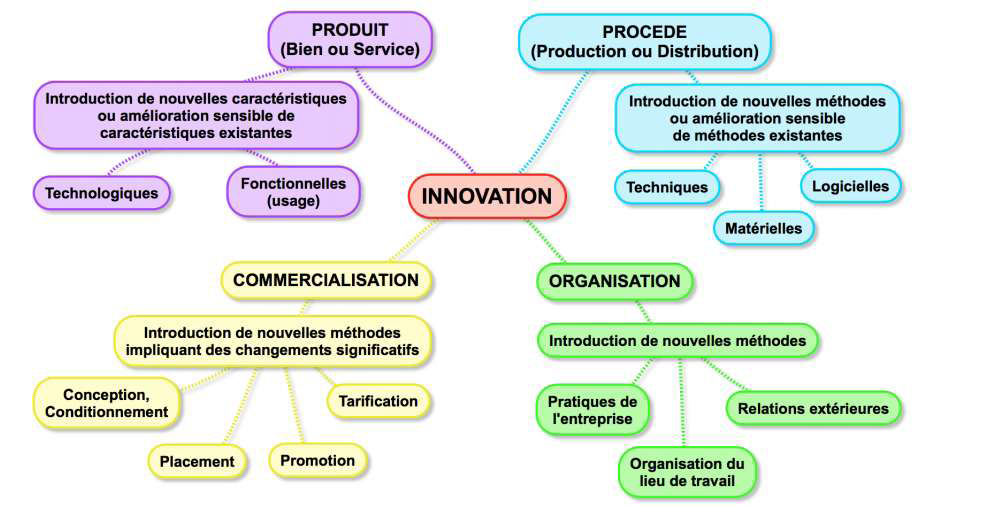 PRODUIT
(Bien ou Service)
PROCEDE
(Production ou Distribution)
Introduction de nouvelles caractéristiques
ou amélioration sensible de
caractéristiques existantes
Introduction de nouvelles méthodes
ou amélioration sensible
de méthodes existantes
Technologiques
Fonctionnelles
(usage)
INNOVATION
Techniques
Logicielles
Matérielles
COMMERCIALISATION
ORGANISATION
Introduction de nouvelles méthodes
impliquant des changements significatifs
Introduction de nouvelles méthodes
Conception,
Conditionnement
Tarification
Placement
Promotion
Pratiques de
l'entreprise
Relations extérieures
Organisation du
lieu de travail